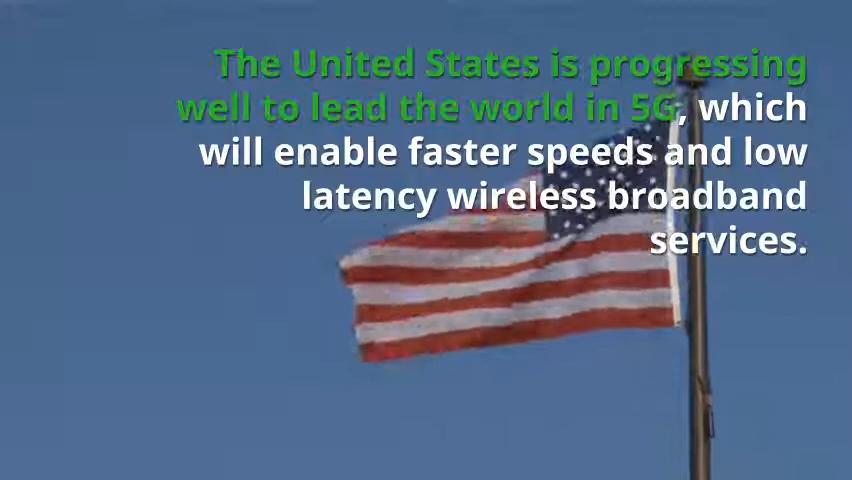 The United States is progressing
well to lead the world in 5G, which
will enable faster speeds and low
latency wireless broadband
services.